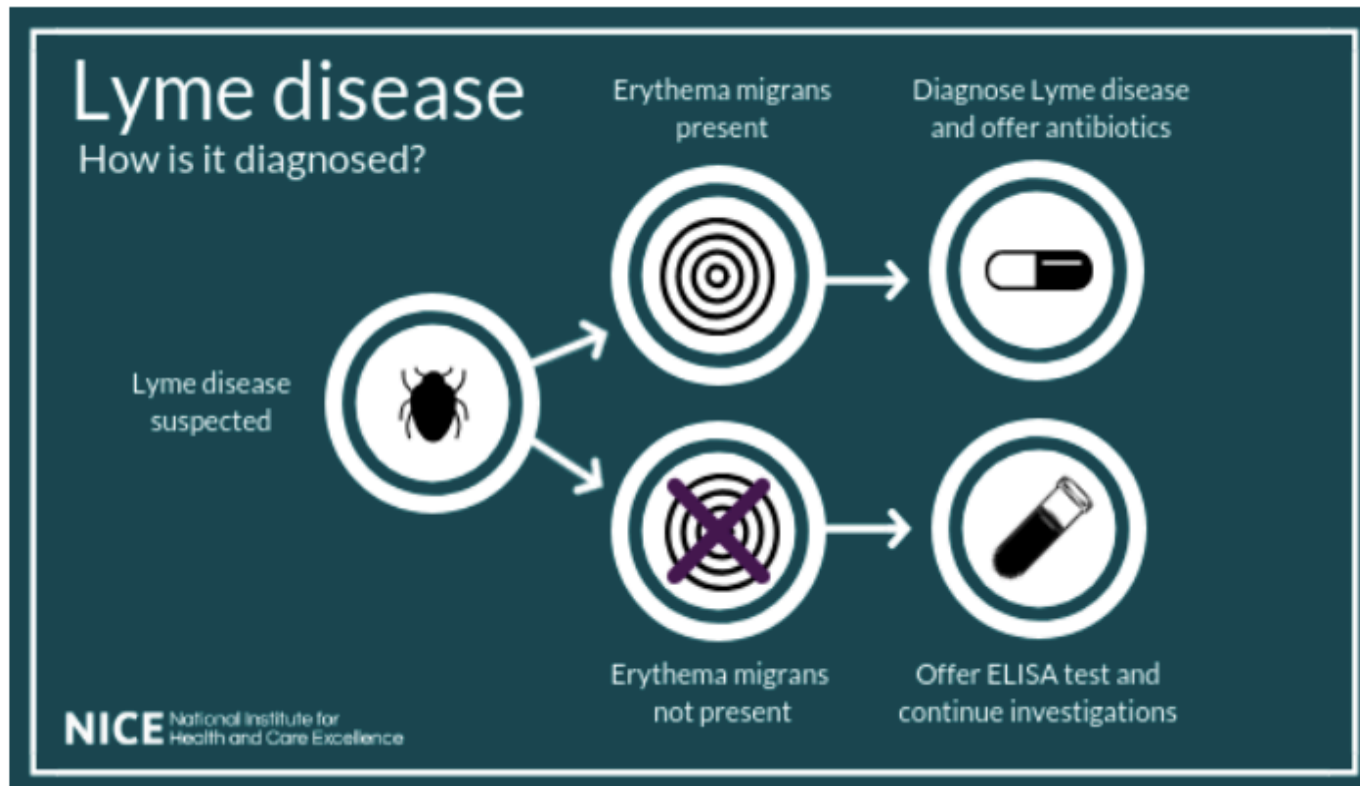 Lyme disease
How is it diagnosed?
Erythema migrans
present
Diagnose Lyme disease
and offer antibiotics
Lyme disease
suspected
Erythema migrans
not present
Offer ELISA test and
continue investigations
NICE National Institute for
Health and Care Excellence